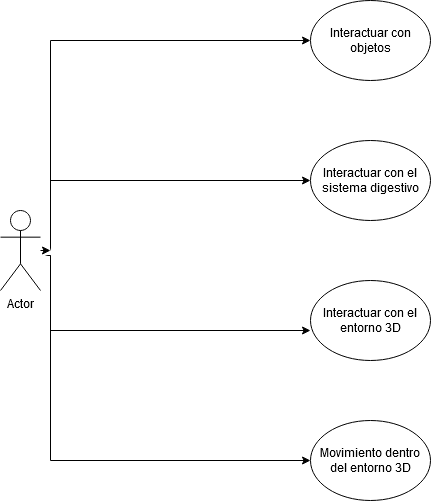 Interactuar con
objetos
Interactuar con el
sistema digestivo
Actor
Interactuar con el
entorno 3D
Movimiento dentro
del entorno 3D